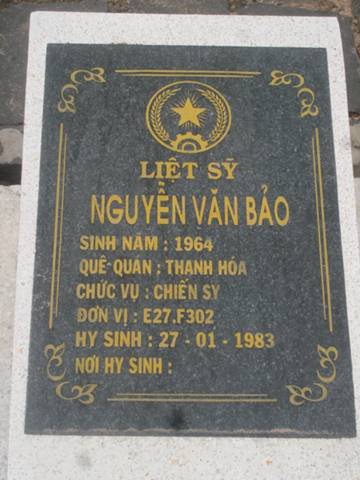 LIỆT SỸ
NGUYỄN VĂN BẢO
SINH NĂM : 1964
QUÊ-QUÁN : THANH HÓA
CHỨC VỤ : CHIẾN SỸ
ĐƠN VỊ : E27,F302
HY SINH : 27 - 01 - 1983
NƠI HY SINH :